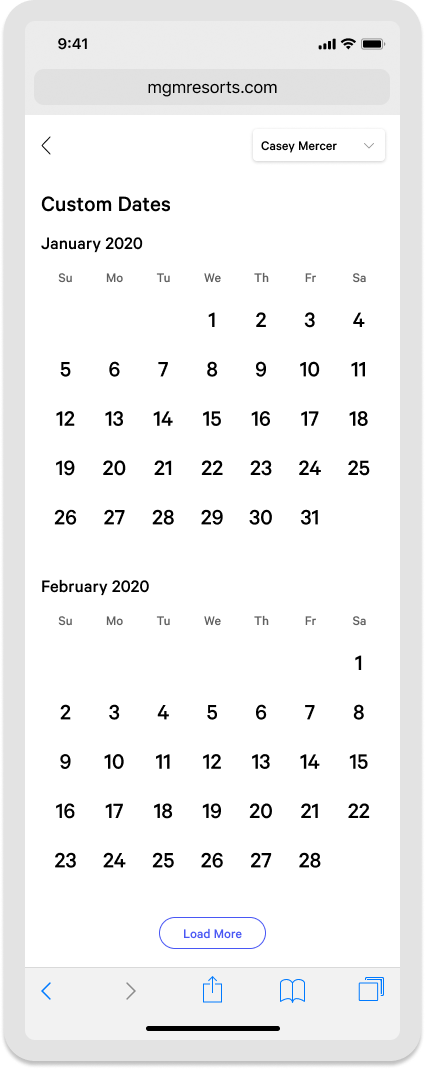 9:41
mgmresorts.com
Casey Mercer
Custom Dates
January 2020
Su Mo Tu We Th Fr Sa
1 2 3 4
5 6 7 8 9 10 11
12 13 14 15 16 17 18
19 20 21 22 23 24 25
26 27 28 29 30 31
February 2020
Su Mo Tu We Th Fr Sa
1
2 3 4 5 6 7 8
9 10 11 12 13 14 15
16 17 18 19 20 21 22
23 24 25 26 27 28
Load More